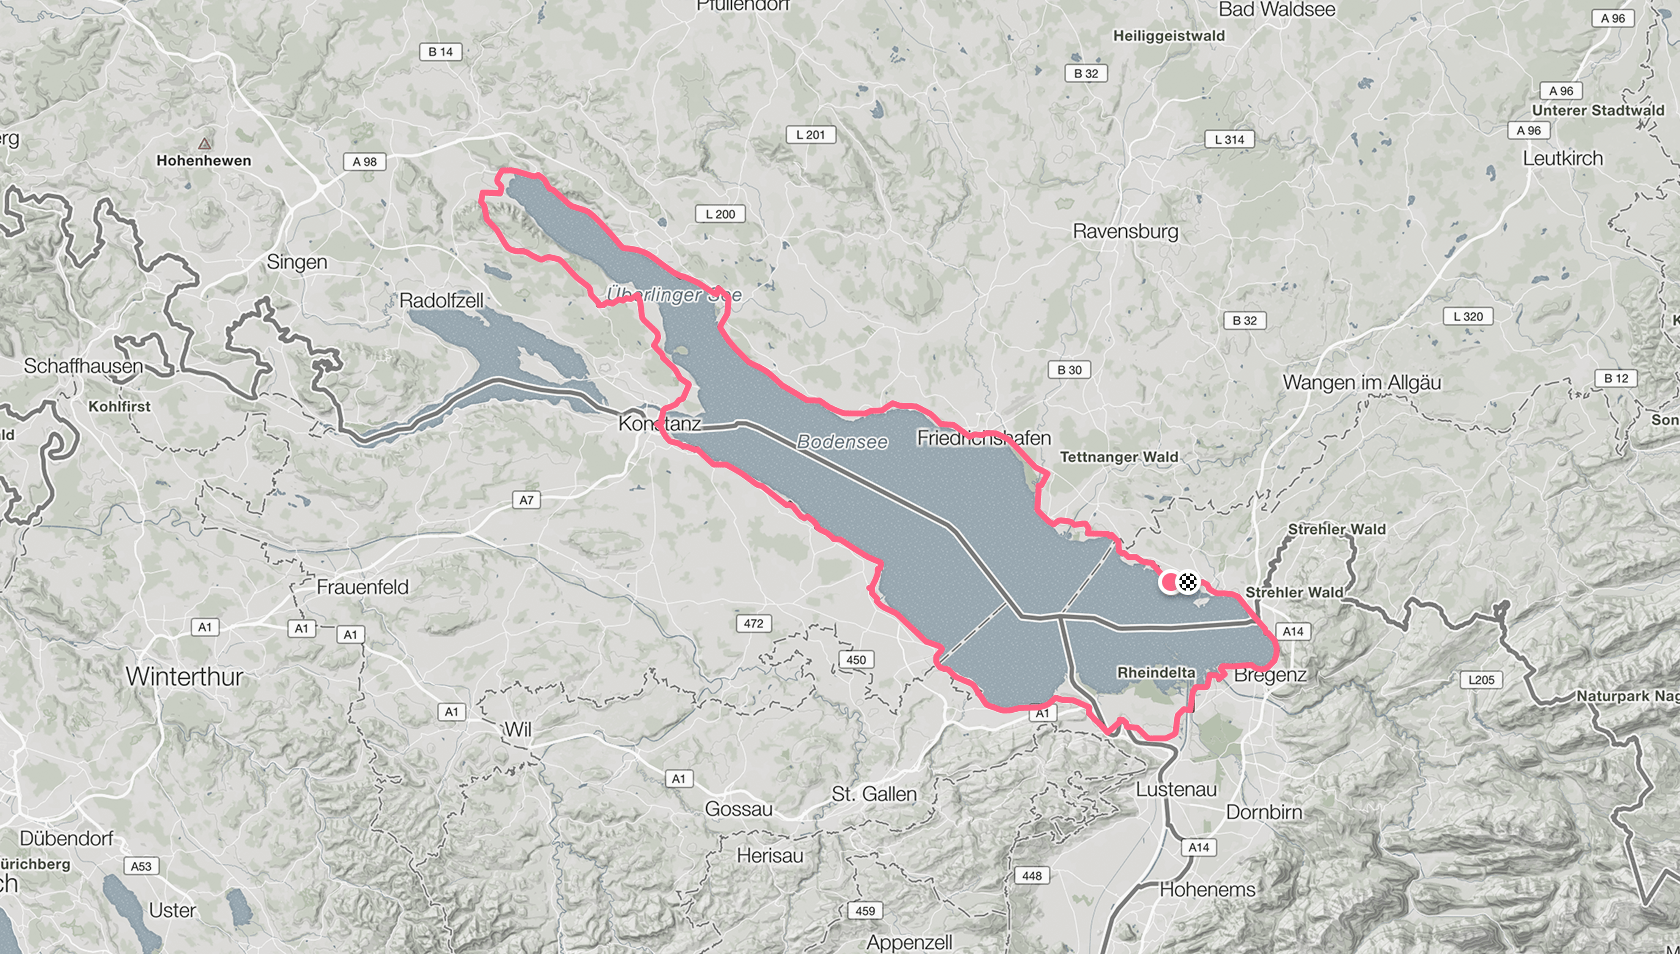 Pfullendorf
Bad Waldsee
A 96
Heiliggeistwald
B 14
B 32
A 96
Unterer Stadtwald
A 96
L 201
L 314
Leutkirch
Hohenhewen
A 98
L 200
Ravensburg
Singen
Überlinger See
Radolfzell
B 32
L 320
Schaffhausen
B 30
B 12
Wangen im Allgäu
Kohlfirst
Konstanz
Bodensee
Friedrichshafen
Tettnanger Wald
A7
Strehler Wald
Frauenfeld
Strehler Wald
A1
A1
A1
472
A14
450
Rheindelta
Bregenz
Winterthur
L205
Naturpark Nag
A1
A1
Wil
A1
Lustenau
St. Gallen
Gossau
Dornbirn
Dübendorf
A14
Herisau
ürichberg
A53
448
ch
Hohenems
Uster
459
Appenzell